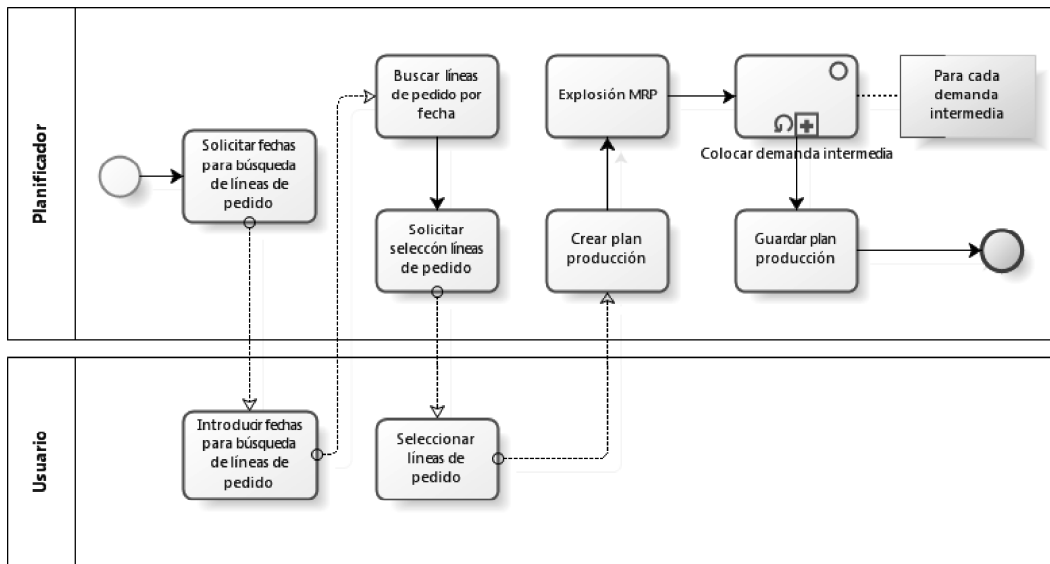 Planificador
Solicitar fechas
para búsqueda
de líneas de
pedido
Buscar líneas
de pedido por
fecha
Solicitar
seleccón líneas
de pedido
Explosión MRP
Crear plan
producción
Colocar demanda intermedia
Para cada
demanda
intermedia
Guardar plan
producción
Usuario
Introducir fechas
para búsqueda
de líneas de
pedido
Seleccionar
líneas de
pedido